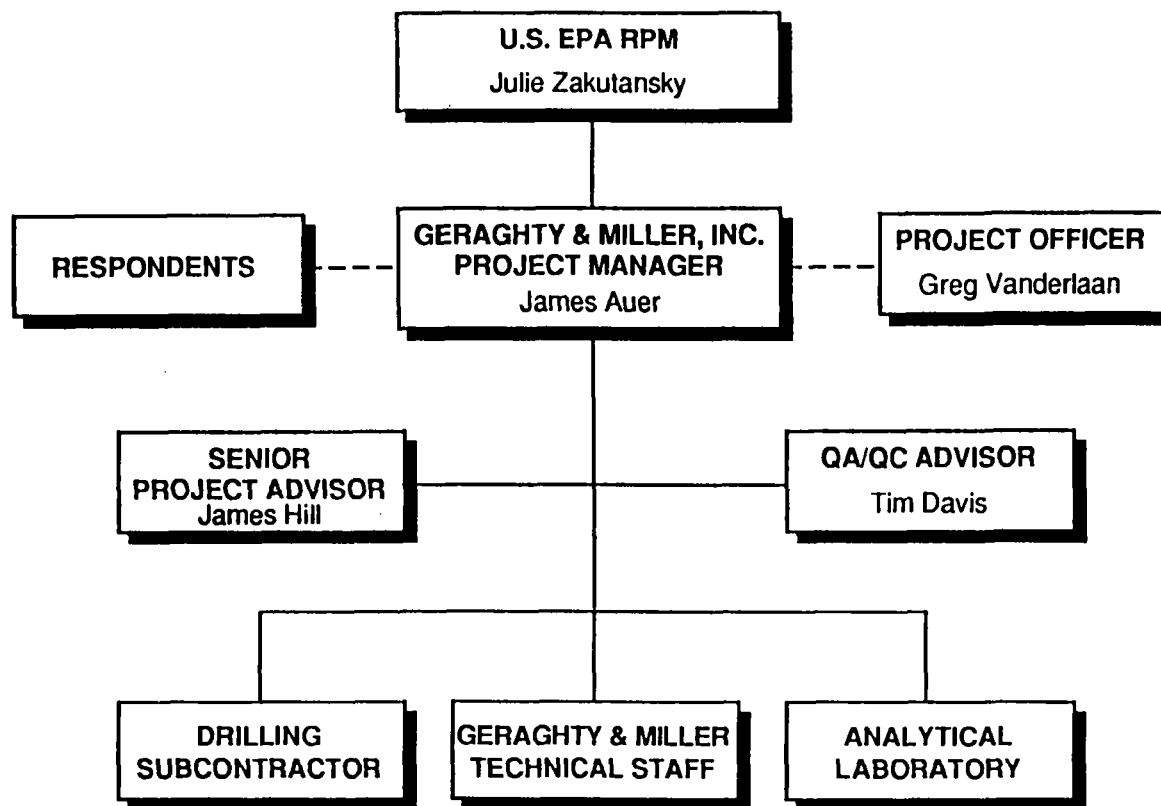 U.S. EPA RPM
Julie Zakutansky
RESPONDENTS
GERAGHTY & MILLER, INC.
PROJECT MANAGER
James Auer
PROJECT OFFICER
Greg Vanderlaan
SENIOR
PROJECT ADVISOR
James Hill
QA/QC ADVISOR
Tim Davis
DRILLING
SUBCONTRACTOR
GERAGHTY & MILLER
TECHNICAL STAFF
ANALYTICAL
LABORATORY